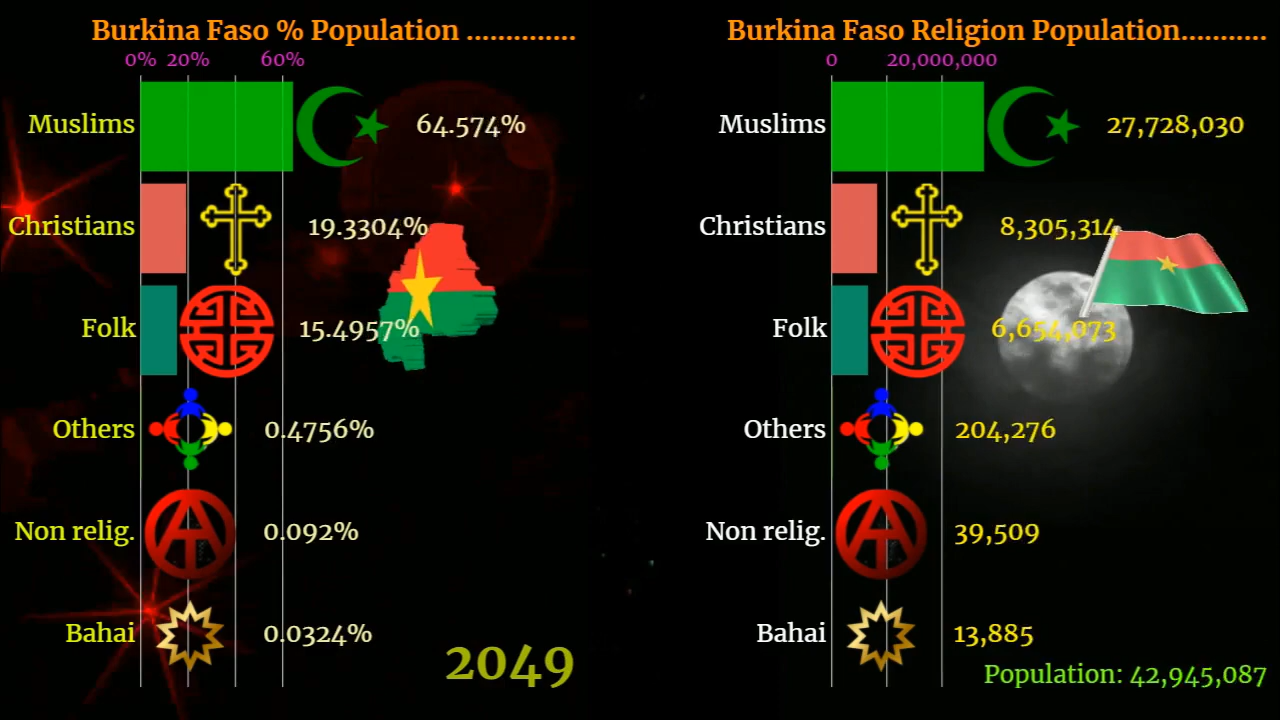 Burkina Faso % Population ..............
0% 20% 60%
Muslims 64.574%
Christians 19.3304%
Folk 15.4957%
Others 0.4756%
Non relig. 0.092%
Bahai 0.0324%
2049
Burkina Faso Religion Population...........
0 20,000,000
Muslims 27,728,030
Christians 8,305,314
Folk 6,654,073
Others 204,276
Non relig. 39,509
Bahai 13,885
Population: 42,945,087